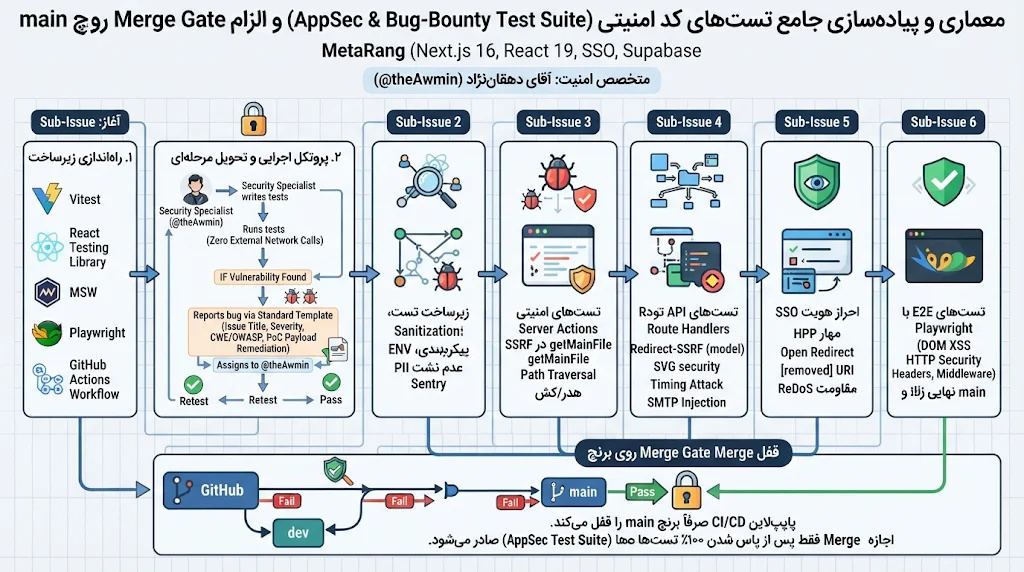 معماری و پیاده‌سازی جامع تست‌های کد امنیتی (AppSec & Bug-Bounty Test Suite) و الزام Merge Gate روی main
MetaRang (Next.js 16, React 19, SSO, Supabase
متخصص امنیت: آقای دهقان‌نژاد (@theAwmin)
Sub-Issue: آغاز
۱. راه‌اندازی زیرساخت
Vitest
React
Testing
Library
MSW
Playwright
GitHub
Actions
Workflow
۲. پروتکل اجرایی و تحویل مرحله‌ای
Security Specialist
writes tests
Security Specialist
(@theAwmin)
Runs tests
(Zero External Network Calls)
IF Vulnerability Found
Reports bug via Standard Template
(Issue Title, Severity,
CWE/OWASP, PoC Payload
Remediation)
Assigns to @theAwmin
Retest
Retest
Pass
Sub-Issue 2
زیرساخت تست،
Sanitization؛
پیکربندی، ENV
عدم نشت PII
Sentry
Sub-Issue 3
تست‌های امنیتی
Server Actions
SSRF در getMainFile
getMainFile
Path Traversal
هدر/کش
Sub-Issue 4
تست‌های API
Route Handlers
Redirect-SSRF (model)
SVG security
Timing Attack
SMTP Injection
Sub-Issue 5
احراز هویت SSO
مهار HPP
Open Redirect
[removed] URI
مقاومت ReDoS
Sub-Issue 6
تست‌های E2E با
Playwright
(DOM XSS
HTTP Security
Headers, Middleware)
و نهایی main
قفل Merge Gate Merge روی برنچ
GitHub
Fail
dev
Fail
Fail
main
Pass
پایپ‌لاین CI/CD صرفاً برنچ main را قفل می‌کند.
اجازه Merge فقط پس از پاس شدن ۱۰۰٪ تست‌ها (AppSec Test Suite) صادر می‌شود.